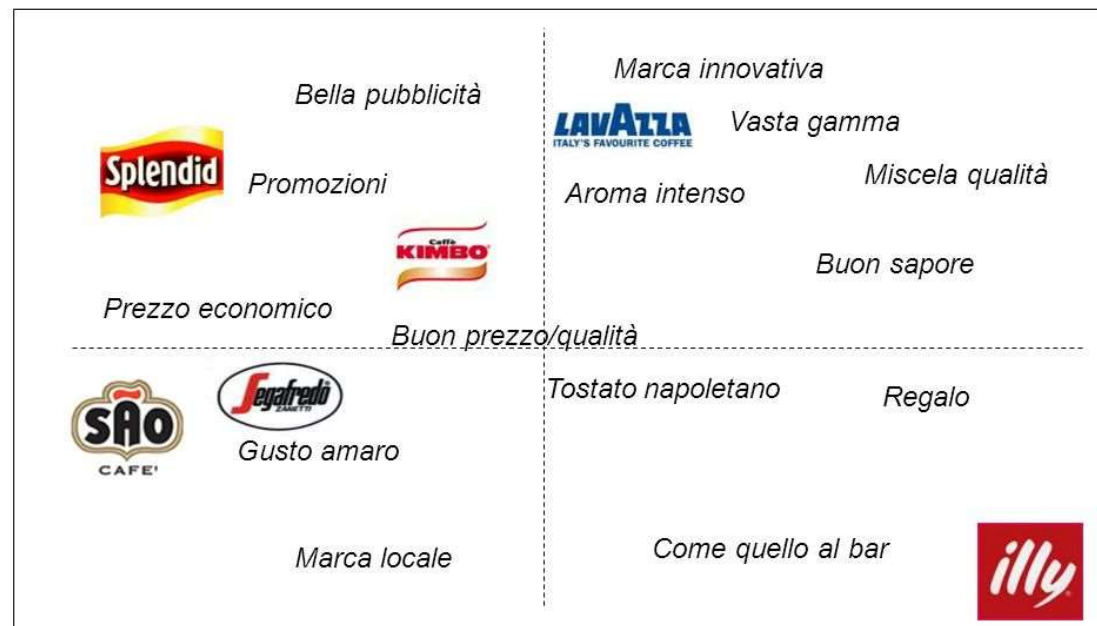 Marca innovativa
Bella pubblicità
LAVAZZA
ITALY'S FAVOURITE COFFEE
Vasta gamma
Splendid
Promozioni
Aroma intenso
Miscela qualità
Caffè
KIMBO
Buon sapore
Prezzo economico
Buon prezzo/qualità
SÃO
CAFE'
Segafredo
ZANETTI
Tostato napoletano
Regalo
Gusto amaro
Marca locale
Come quello al bar
illy